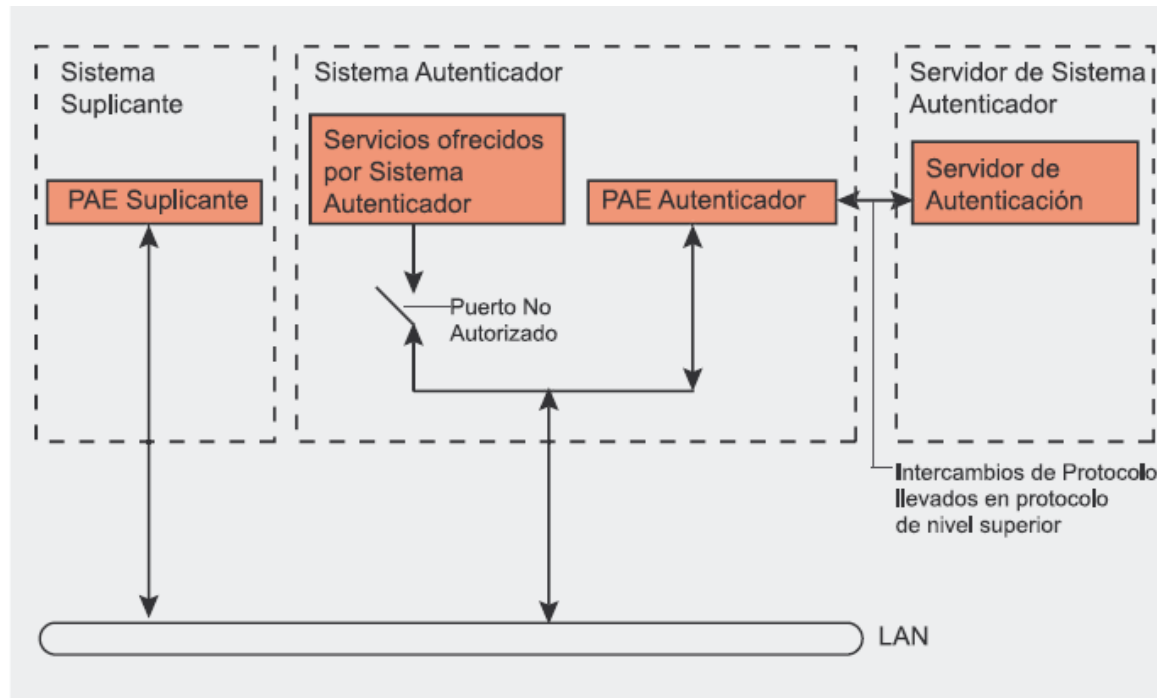 Sistema
Suplicante
Sistema Autenticador
Servidor de Sistema
Autenticador
Servicios ofrecidos
por Sistema
Autenticador
PAE Suplicante
PAE Autenticador
Servidor de
Autenticación
Puerto No
Autorizado
Intercambios de Protocolo
llevados en protocolo
de nivel superior
LAN